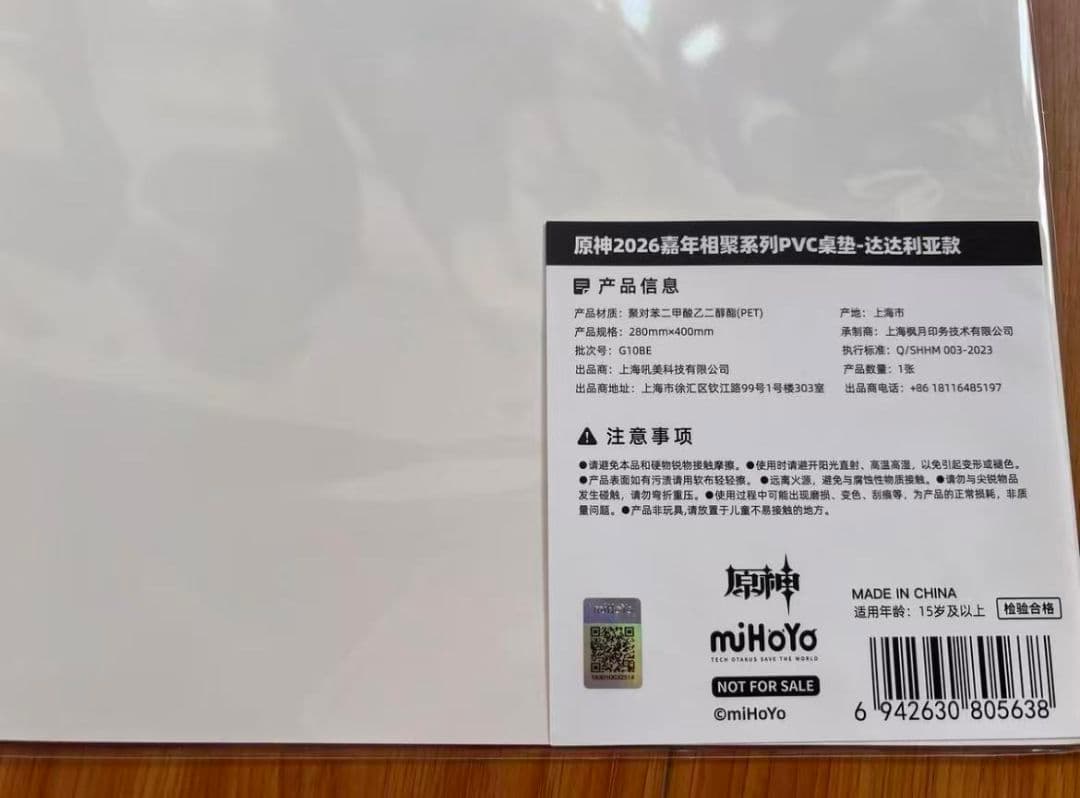 原神2026嘉年相聚系列PVC桌垫-达达利亚款
产品信息
产品材质：聚对苯二甲酸乙二醇酯(PET)
产品规格：280mm×400mm
批次号：G10BE
出品商：上海吼美科技有限公司
出品商地址：上海市徐汇区钦江路99号1号楼303室
产地：上海市
承制商：上海枫月印务技术有限公司
执行标准：Q/SHHM 003-2023
产品数量：1张
出品商电话：+86 18116485197
注意事项
●请避免本品和硬物锐物接触摩擦。●使用时请避开阳光直射、高温高湿，以免引起变形或褪色。
●产品表面如有污渍请用软布轻轻擦。●远离火源，避免与腐蚀性物质接触。●请勿与尖锐物品
发生碰触，请勿弯折重压。●使用过程中可能出现磨损、变色、刮痕等，为产品的正常损耗，非质
量问题。●产品非玩具,请放置于儿童不易接触的地方。
原神
miHoYo
TECH OTAKUS SAVE THE WORLD
NOT FOR SALE
©miHoYo
miHoYo
MADE IN CHINA
适用年龄：15岁及以上
检验合格
6 942630 805638